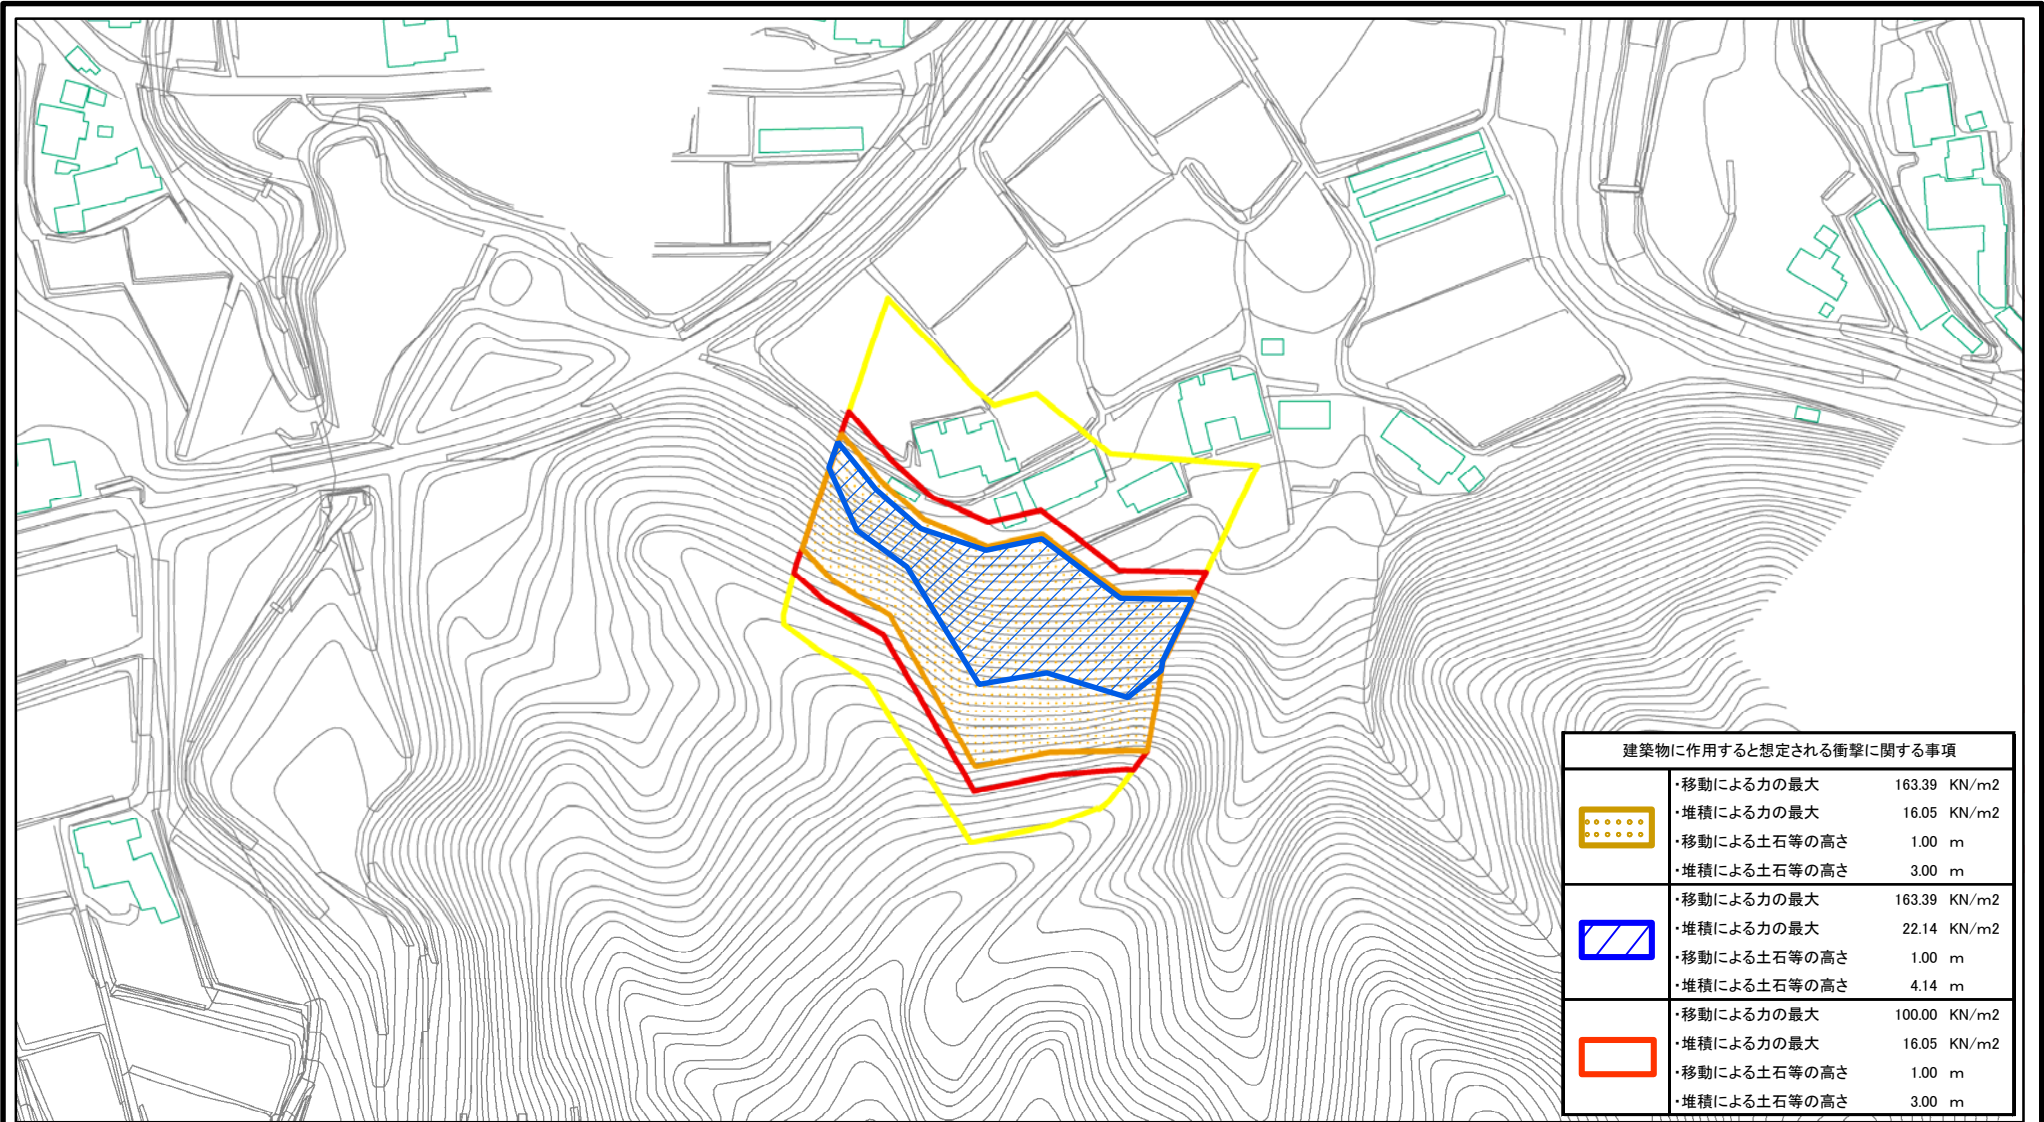 建築物に作用すると想定される衝撃に関する事項
・移動による力の最大 163.39 KN/m2
・堆積による力の最大 16.05 KN/m2
・移動による土石等の高さ 1.00 m
・堆積による土石等の高さ 3.00 m
・移動による力の最大 163.39 KN/m2
・堆積による力の最大 22.14 KN/m2
・移動による土石等の高さ 1.00 m
・堆積による土石等の高さ 4.14 m
・移動による力の最大 100.00 KN/m2
・堆積による力の最大 16.05 KN/m2
・移動による土石等の高さ 1.00 m
・堆積による土石等の高さ 3.00 m